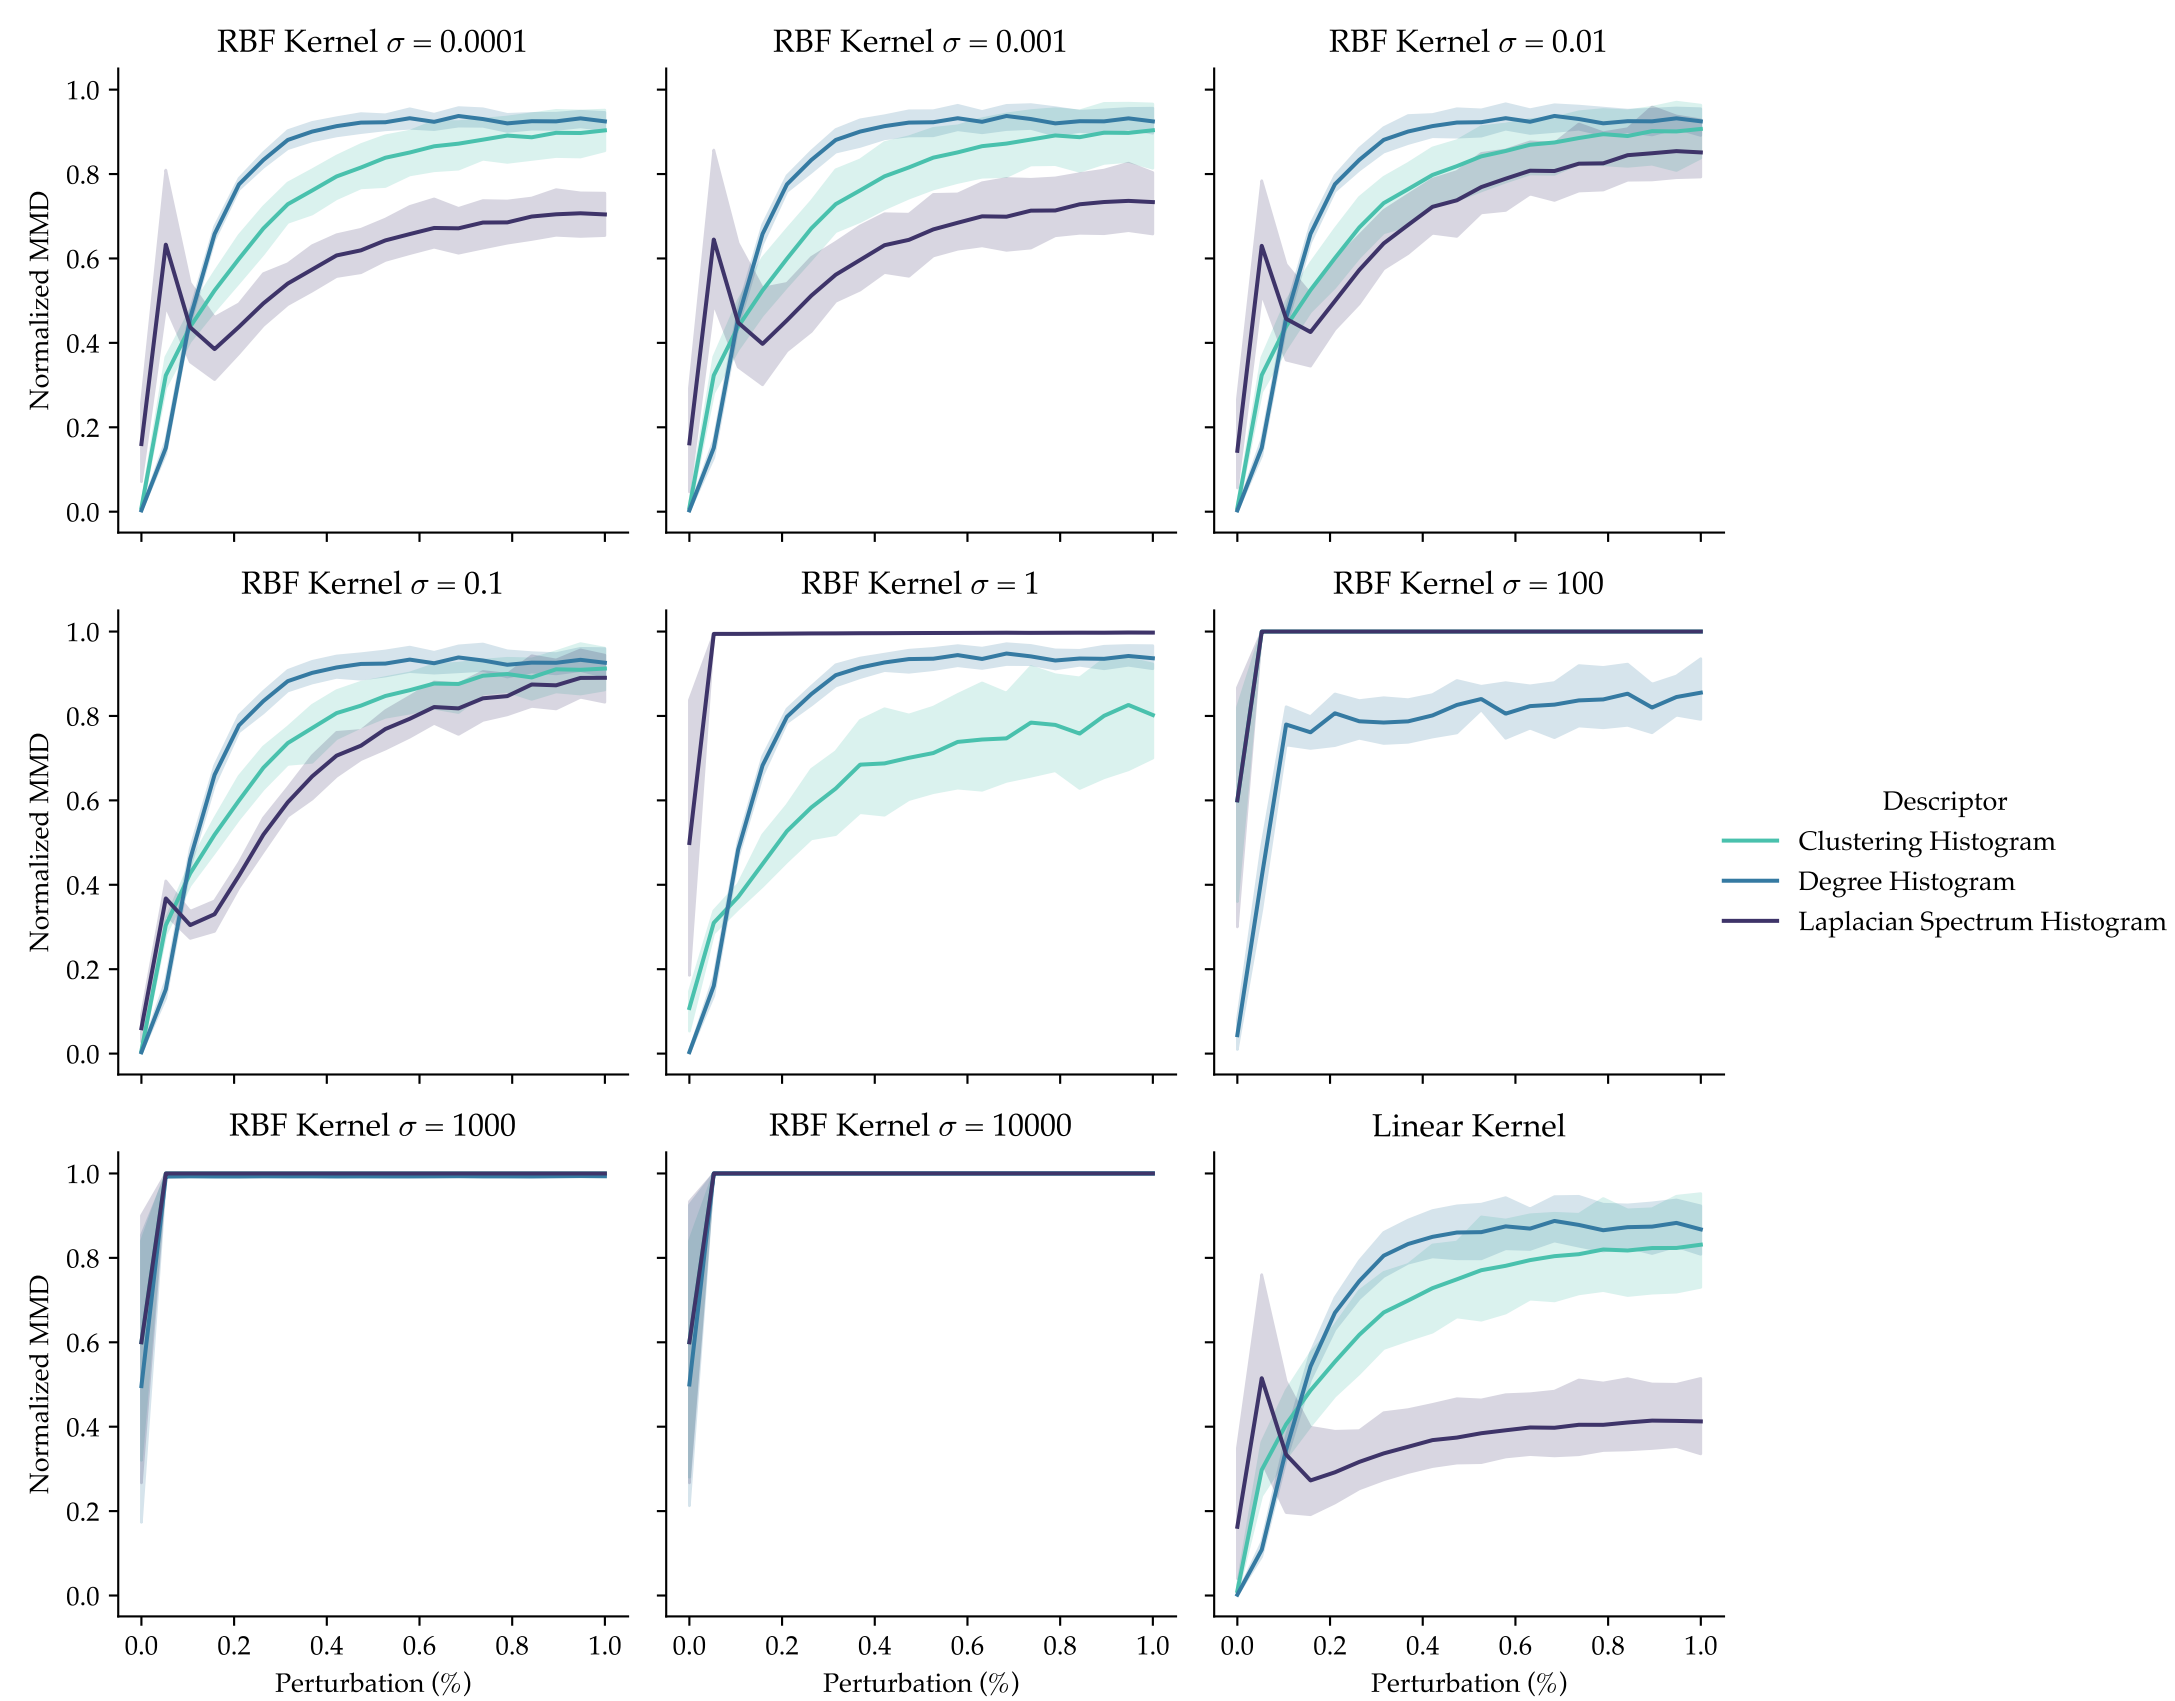 RBF Kernel σ = 0.0001
RBF Kernel σ = 0.001
RBF Kernel σ = 0.01
Normalized MMD
1.0
0.8
0.6
0.4
0.2
0.0
RBF Kernel σ = 0.1
RBF Kernel σ = 1
RBF Kernel σ = 100
Normalized MMD
1.0
0.8
0.6
0.4
0.2
0.0
Descriptor
Clustering Histogram
Degree Histogram
Laplacian Spectrum Histogram
RBF Kernel σ = 1000
RBF Kernel σ = 10000
Linear Kernel
Normalized MMD
1.0
0.8
0.6
0.4
0.2
0.0
0.0 0.2 0.4 0.6 0.8 1.0
0.0 0.2 0.4 0.6 0.8 1.0
0.0 0.2 0.4 0.6 0.8 1.0
Perturbation (%)
Perturbation (%)
Perturbation (%)